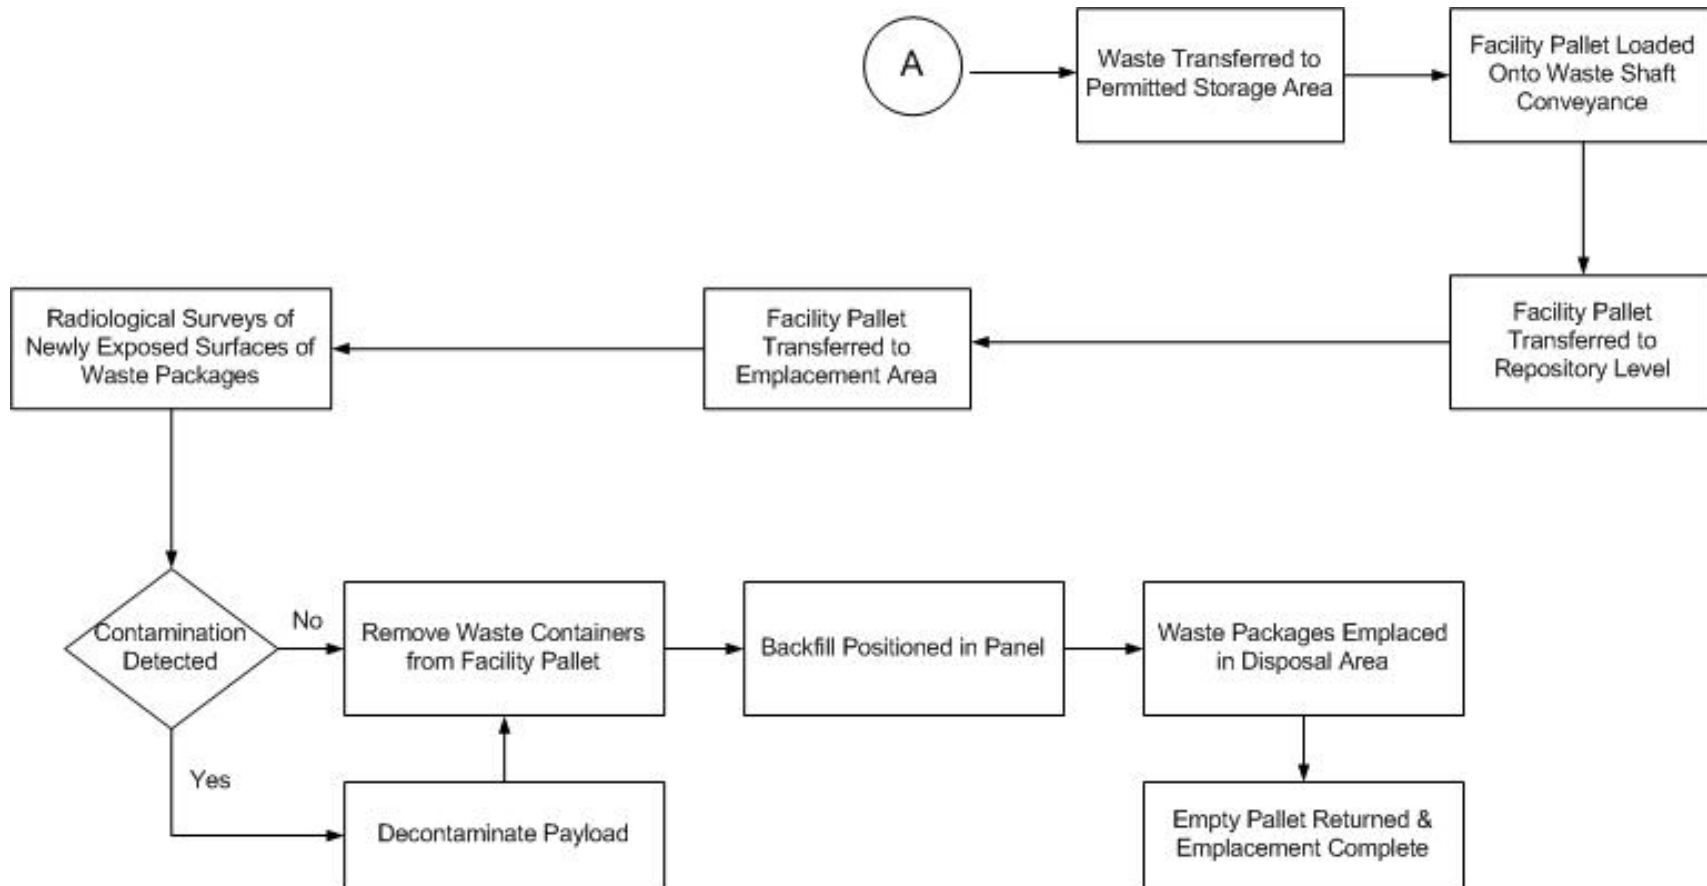 A
Waste Transferred to
Permitted Storage Area
Facility Pallet Loaded
Onto Waste Shaft
Conveyance
Facility Pallet
Transferred to
Repository Level
Facility Pallet
Transferred to
Emplacement Area
Radiological Surveys of
Newly Exposed Surfaces of
Waste Packages
Contamination
Detected
No
Remove Waste Containers
from Facility Pallet
Backfill Positioned in Panel
Waste Packages Emplaced
in Disposal Area
Yes
Decontaminate Payload
Empty Pallet Returned &
Emplacement Complete